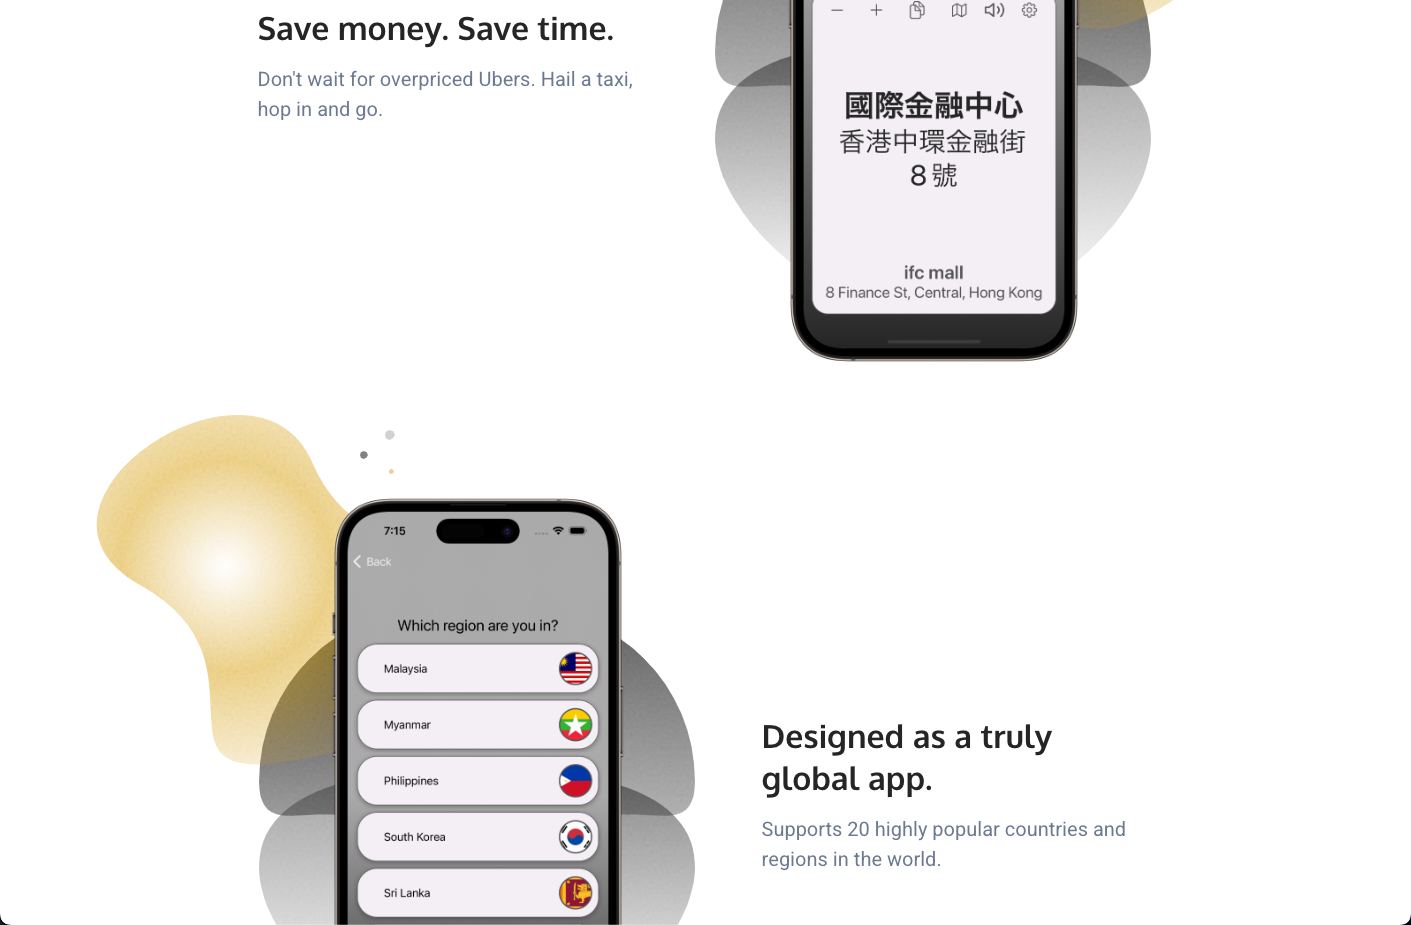 Save money. Save time.
Don't wait for overpriced Ubers. Hail a taxi,
hop in and go.
國際金融中心
香港中環金融街
8號
ifc mall
8 Finance St, Central, Hong Kong
7:15
Back
Which region are you in?
Malaysia
Myanmar
Philippines
South Korea
Sri Lanka
Designed as a truly
global app.
Supports 20 highly popular countries and
regions in the world.